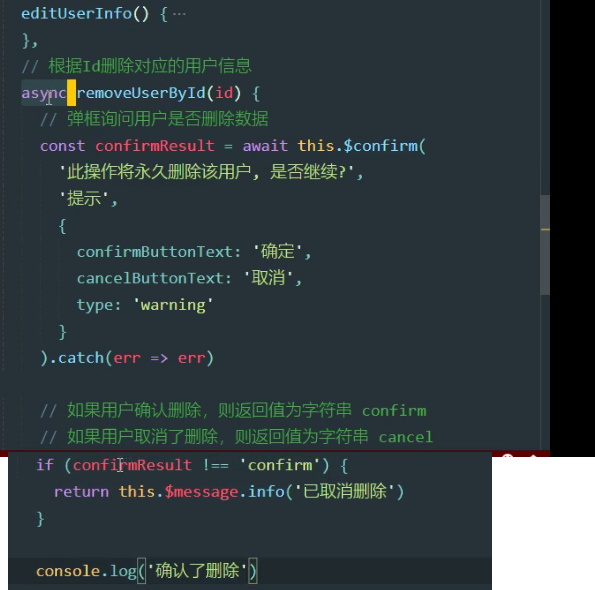 editUserInfo() { ...
},
// 根据Id删除对应的用户信息
async removeUserById(id) {
// 弹框询问用户是否删除数据
const confirmResult = await this.$confirm(
'此操作将永久删除该用户, 是否继续?',
'提示',
{
confirmButtonText: '确定',
cancelButtonText: '取消',
type: 'warning'
}
).catch(err => err)
// 如果用户确认删除，则返回值为字符串 confirm
// 如果用户取消了删除，则返回值为字符串 cancel
if (confirmResult !== 'confirm') {
return this.$message.info('已取消删除')
}
console.log('确认了删除')